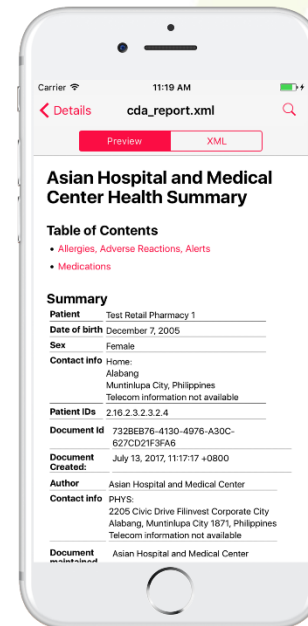 Carrier 11:19 AM
Details cda_report.xml
Preview XML
Asian Hospital and Medical
Center Health Summary
Table of Contents
• Allergies, Adverse Reactions, Alerts
• Medications
Summary
Patient Test Retail Pharmacy 1
Date of birth December 7, 2005
Sex Female
Contact info Home:
Alabang
Muntinlupa City, Philippines
Telecom information not available
Patient IDs 2.16.2.3.2.3.2.4
Document Id 732BEB76-4130-4976-A30C-
627CD21F3FA6
Document July 13, 2017, 11:17:17 +0800
Created:
Author Asian Hospital and Medical Center
Contact info PHYS:
2205 Civic Drive Filinvest Corporate City
Alabang, Muntinlupa City 1871, Philippines
Telecom information not available
Document Asian Hospital and Medical Center
maintained